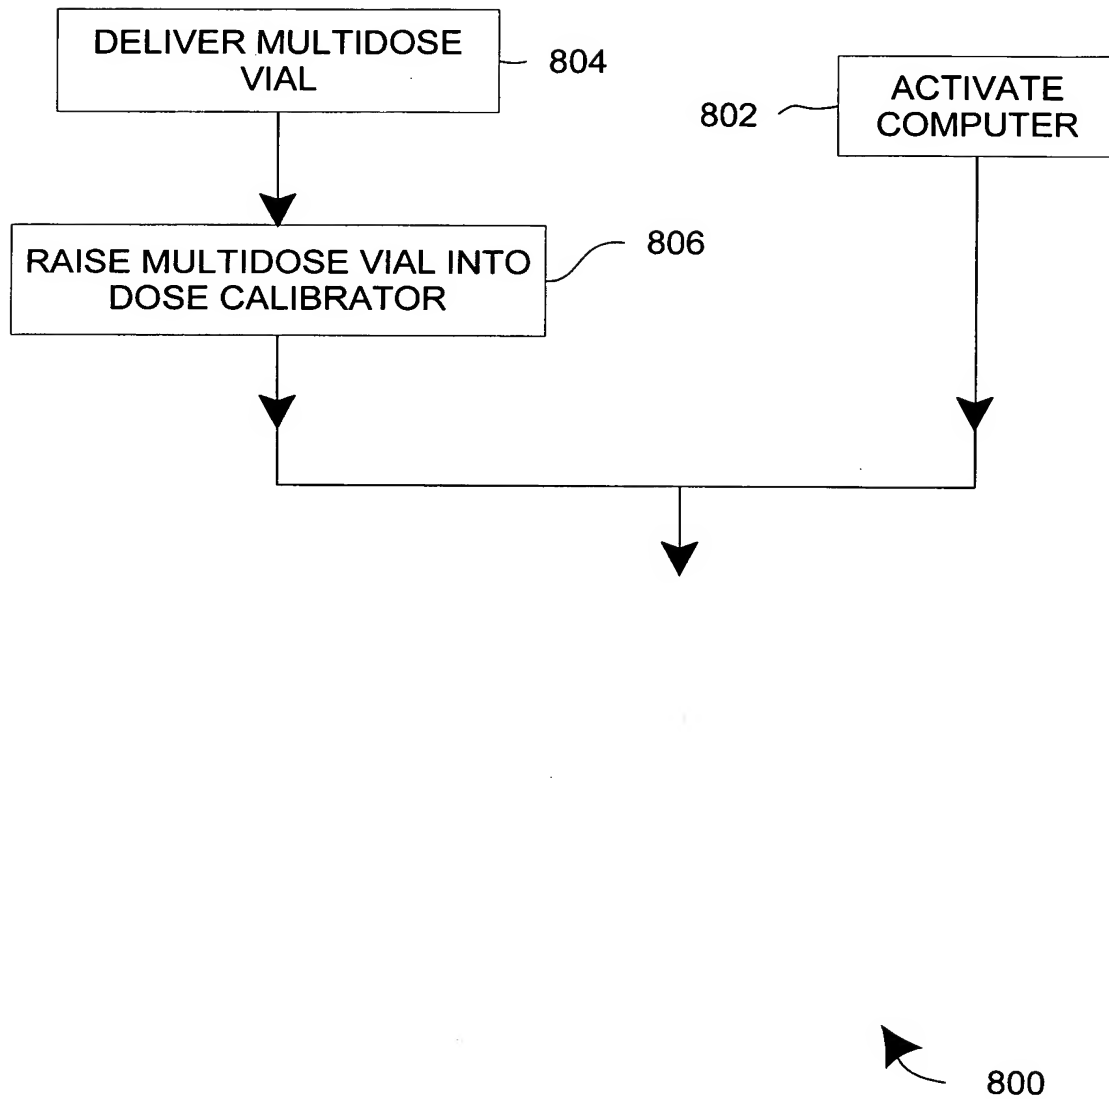 DELIVER MULTIDOSE
VIAL
804
802
ACTIVATE
COMPUTER
RAISE MULTIDOSE VIAL INTO
DOSE CALIBRATOR
806
800